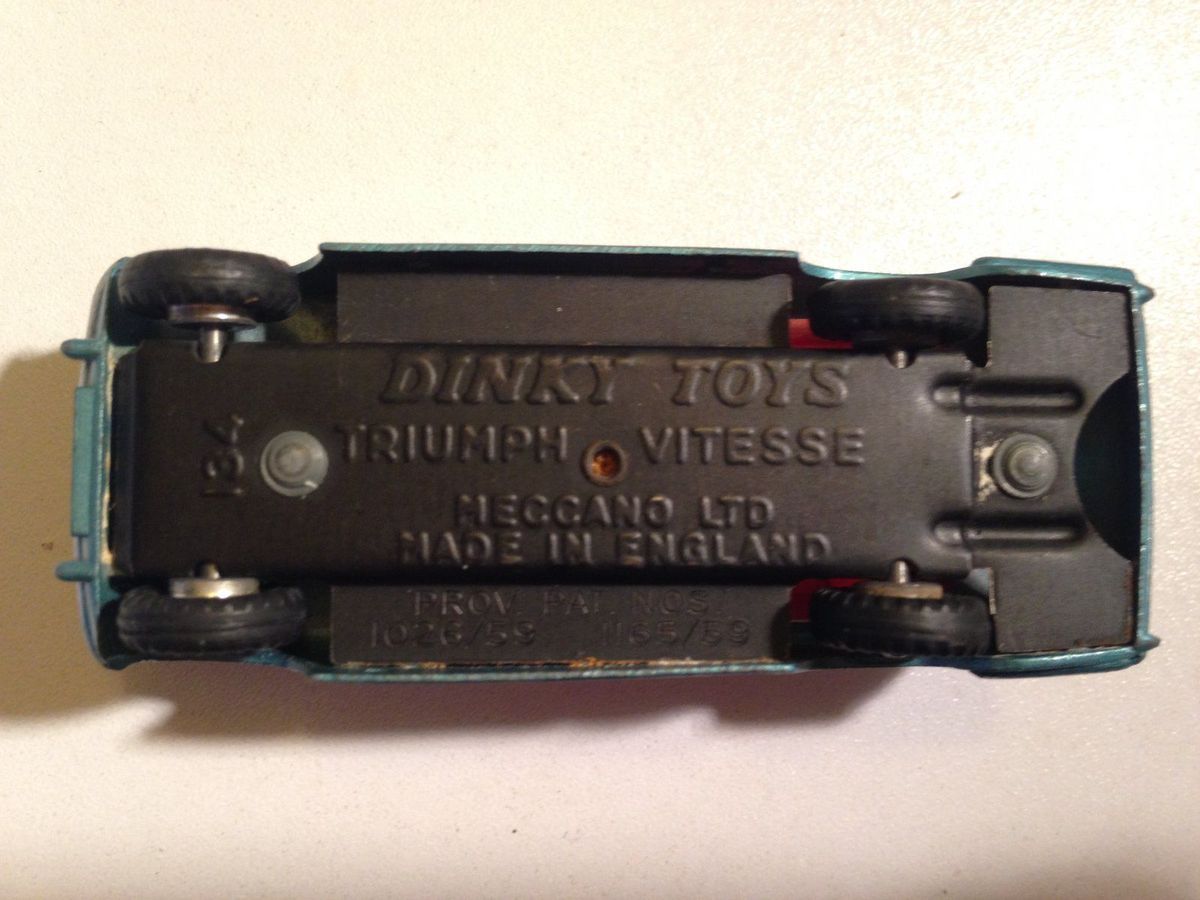 DINKY TOYS
134
TRIUMPH VITESSE
MECCANO LTD
MADE IN ENGLAND
PROV. PAT. NOS.
1026/59 1165/59